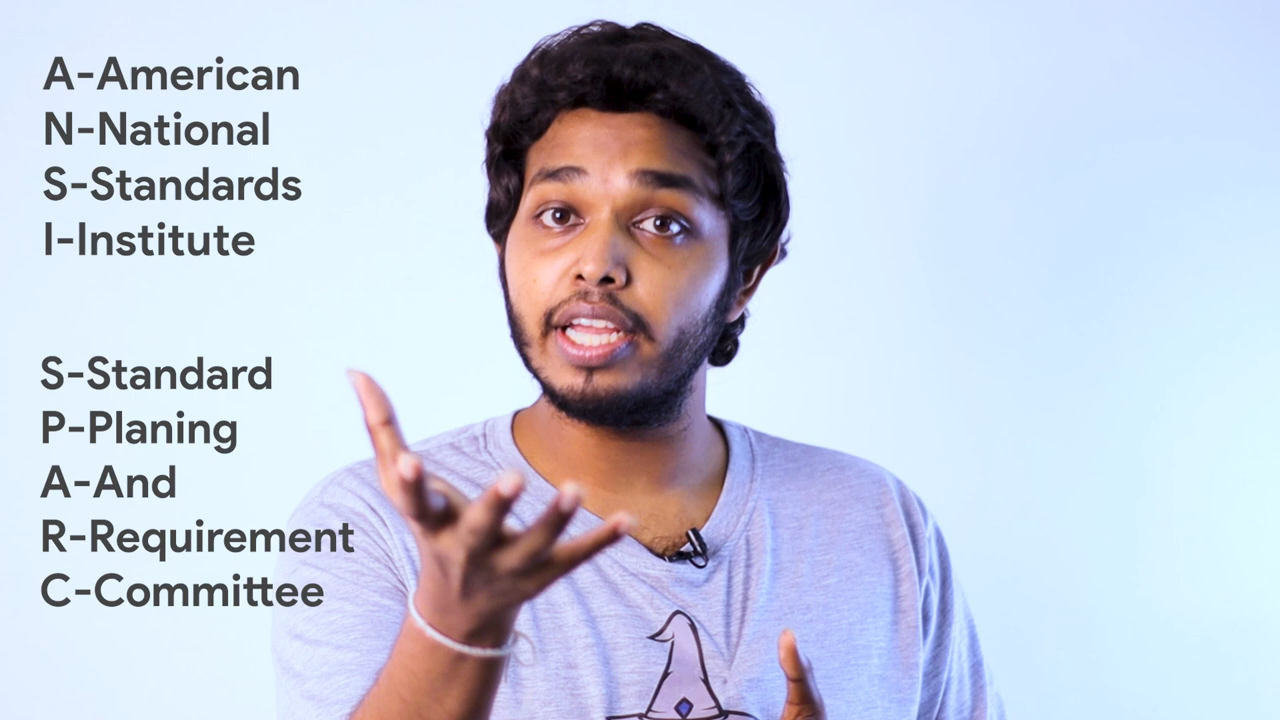 A-American
N-National
S-Standards
I-Institute
S-Standard
P-Planing
A-And
R-Requirement
C-Committee